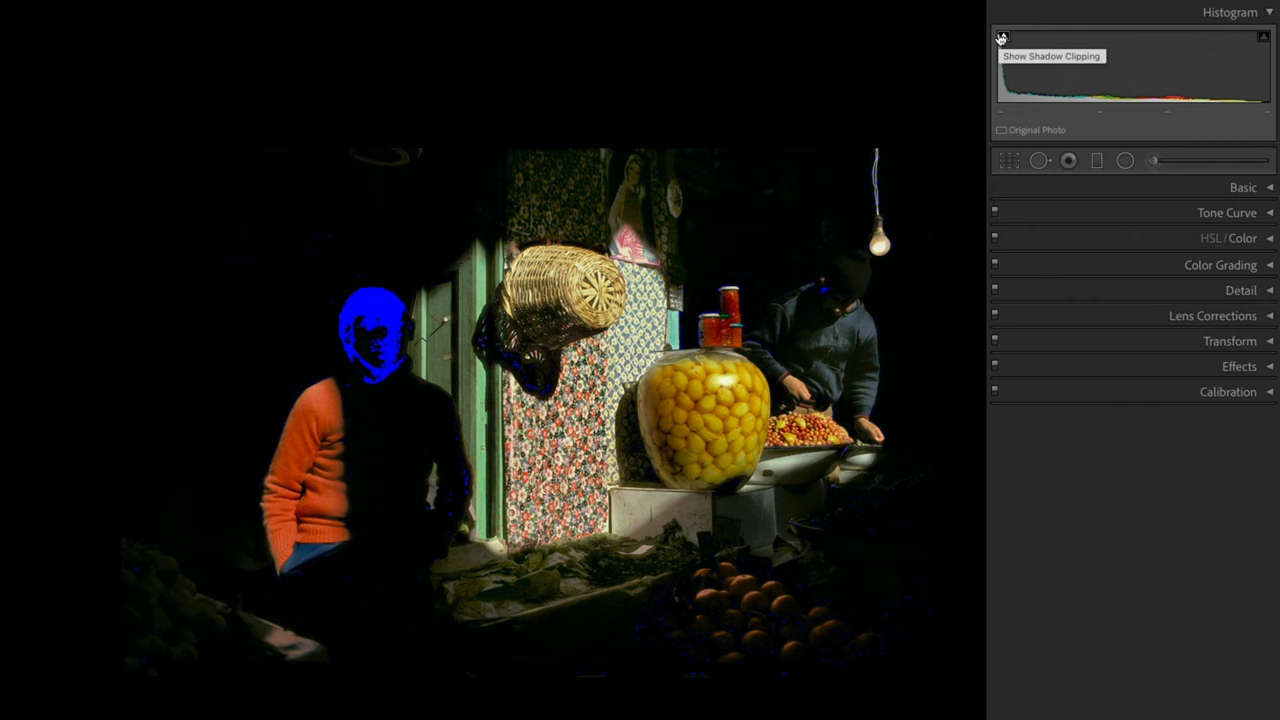 Histogram
Show Shadow Clipping
Original Photo
Basic
Tone Curve
HSL / Color
Color Grading
Detail
Lens Corrections
Transform
Effects
Calibration